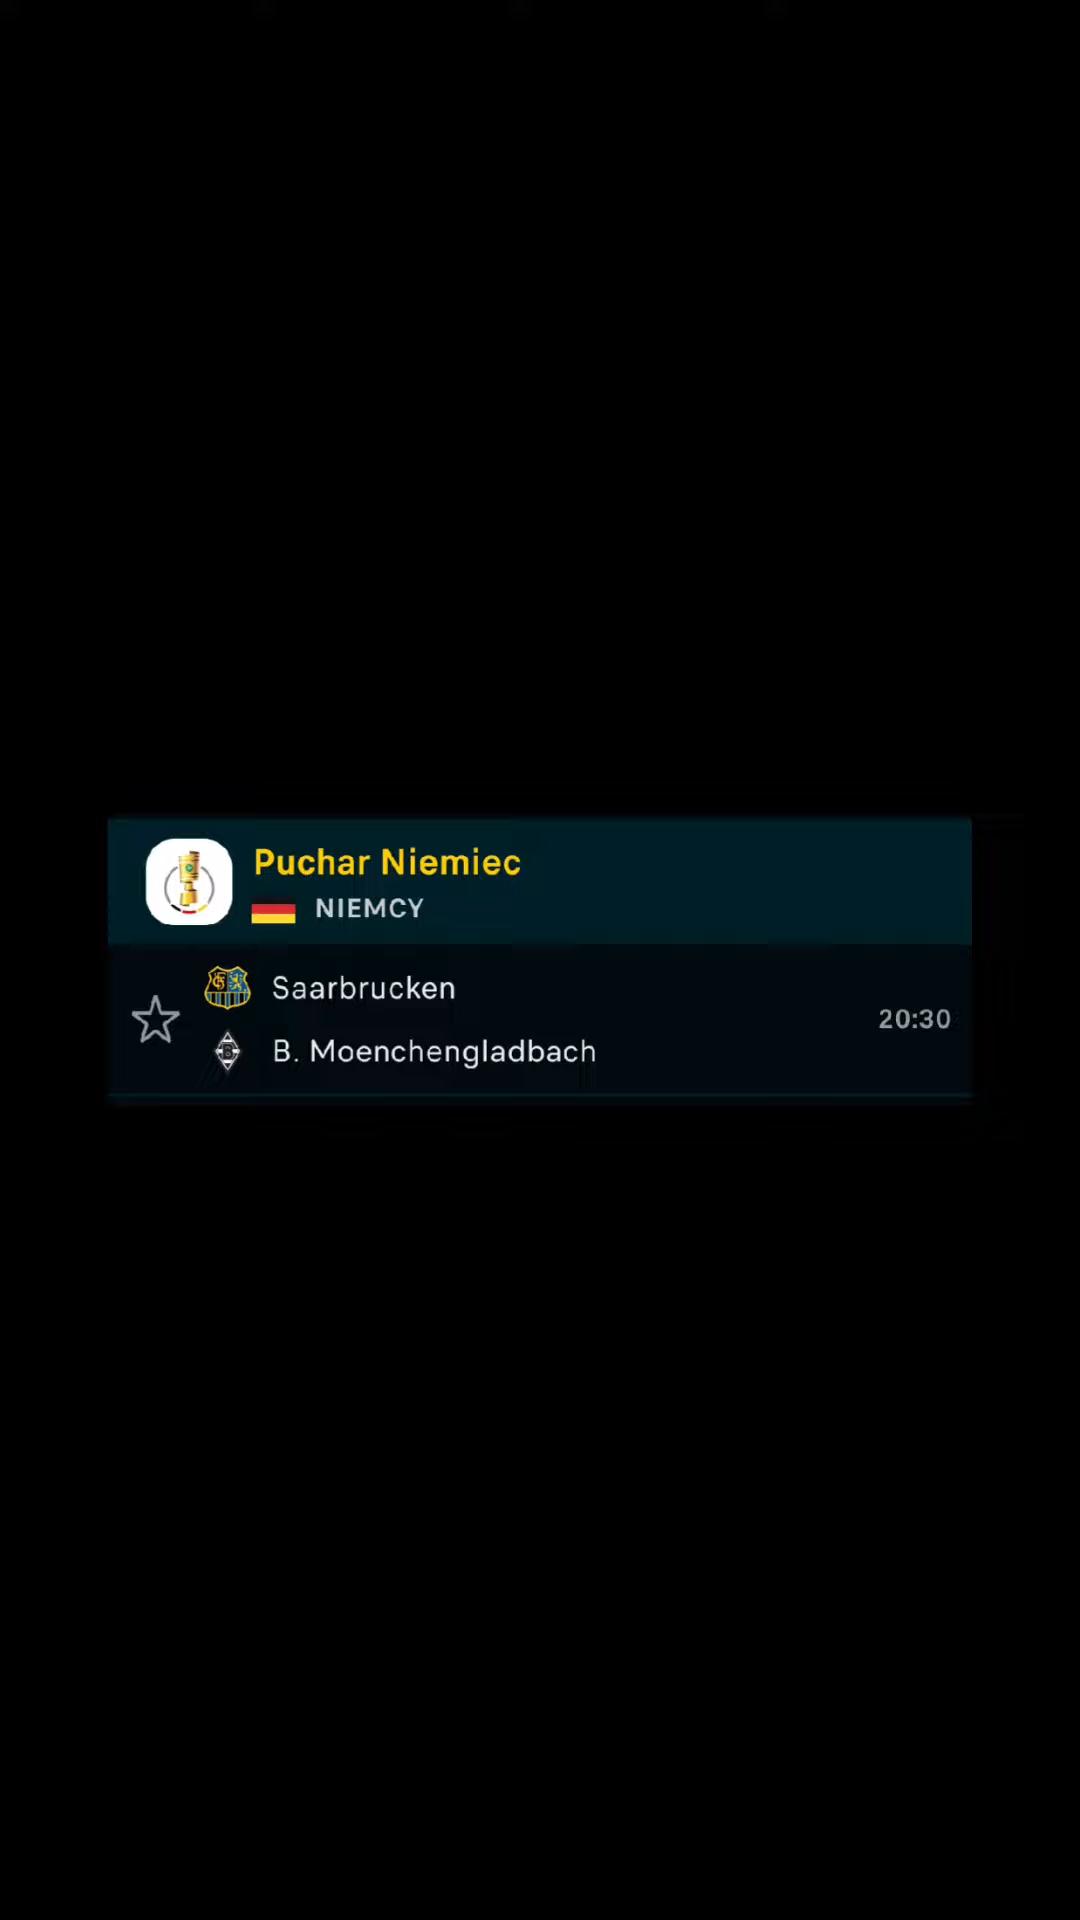 Puchar Niemiec
NIEMCY
Saarbrucken
20:30
B. Moenchengladbach